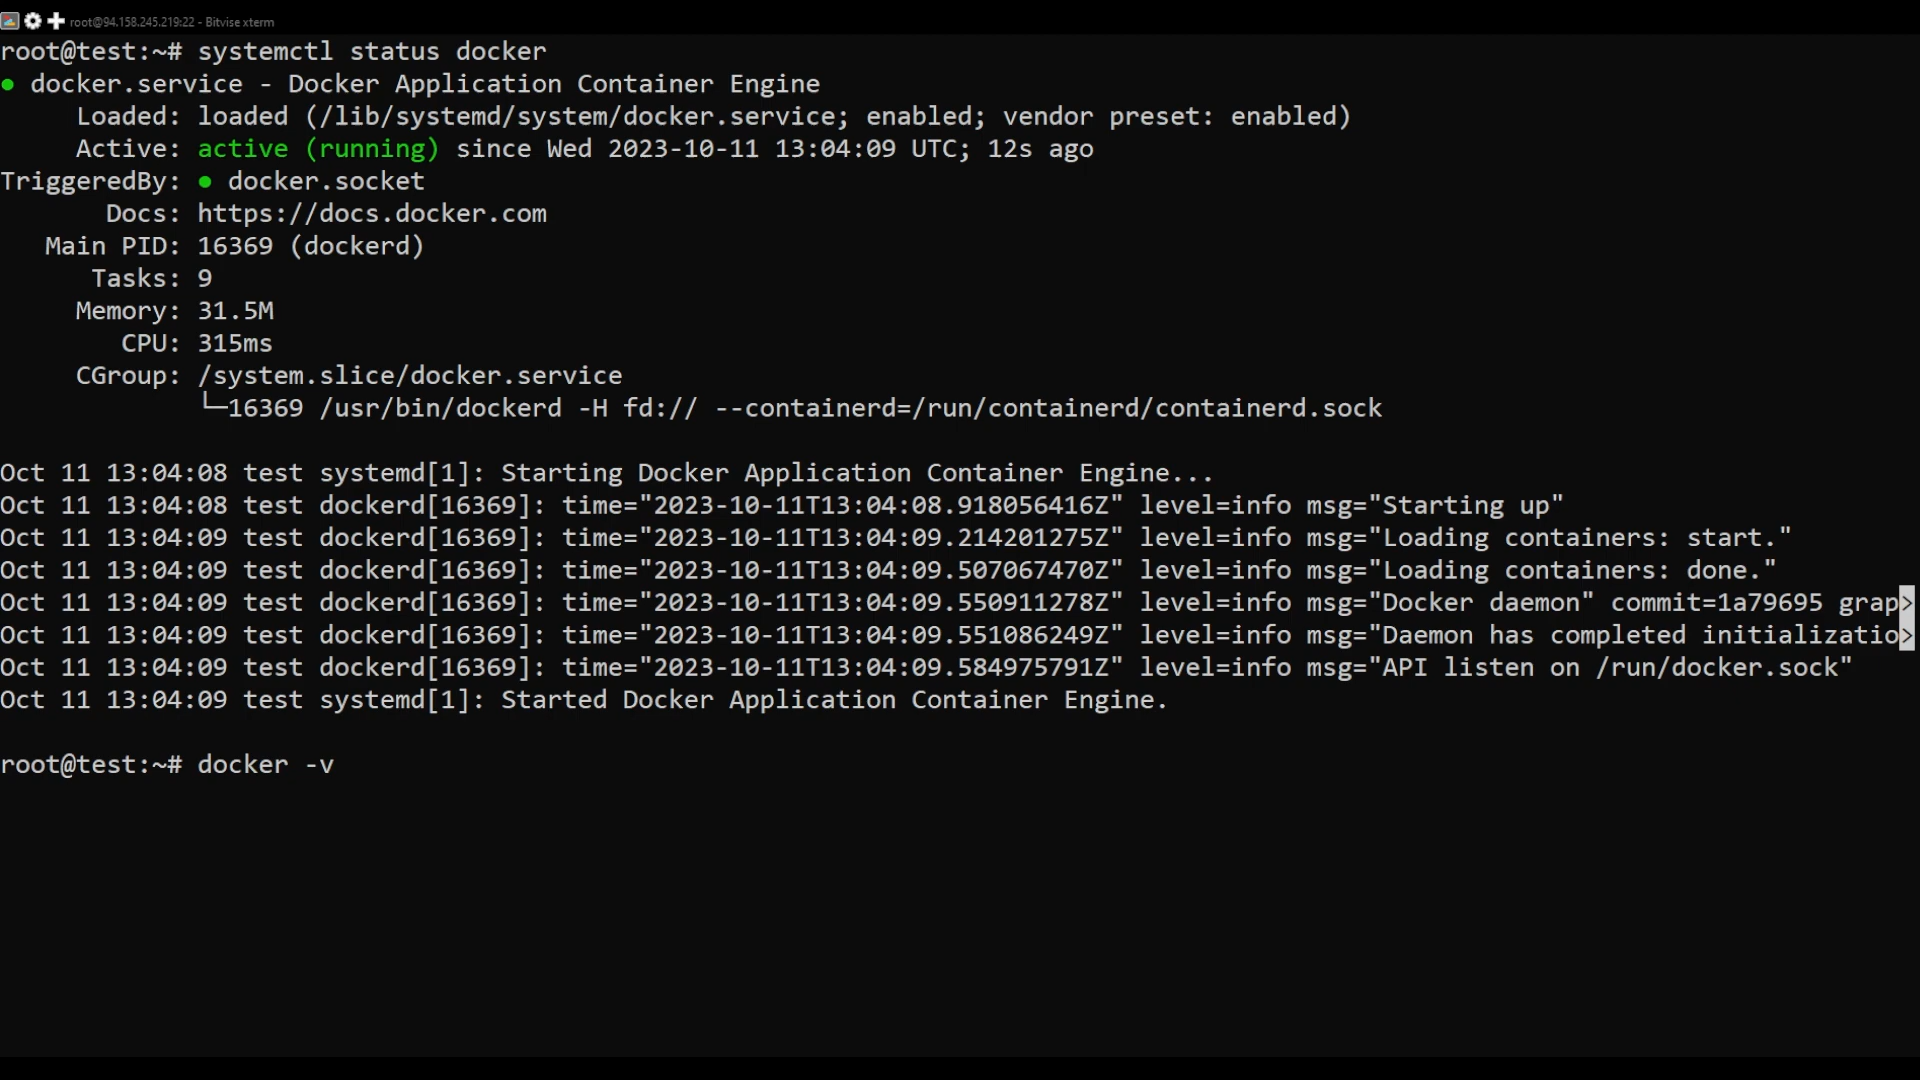 root@94.158.245.219:22 - Bitvise xterm
root@test:~# systemctl status docker
● docker.service - Docker Application Container Engine
     Loaded: loaded (/lib/systemd/system/docker.service; enabled; vendor preset: enabled)
     Active: active (running) since Wed 2023-10-11 13:04:09 UTC; 12s ago
TriggeredBy: ● docker.socket
       Docs: https://docs.docker.com
   Main PID: 16369 (dockerd)
      Tasks: 9
     Memory: 31.5M
        CPU: 315ms
     CGroup: /system.slice/docker.service
             └─16369 /usr/bin/dockerd -H fd:// --containerd=/run/containerd/containerd.sock

Oct 11 13:04:08 test systemd[1]: Starting Docker Application Container Engine...
Oct 11 13:04:08 test dockerd[16369]: time="2023-10-11T13:04:08.918056416Z" level=info msg="Starting up"
Oct 11 13:04:09 test dockerd[16369]: time="2023-10-11T13:04:09.214201275Z" level=info msg="Loading containers: start."
Oct 11 13:04:09 test dockerd[16369]: time="2023-10-11T13:04:09.507067470Z" level=info msg="Loading containers: done."
Oct 11 13:04:09 test dockerd[16369]: time="2023-10-11T13:04:09.550911278Z" level=info msg="Docker daemon" commit=1a79695 grap>
Oct 11 13:04:09 test dockerd[16369]: time="2023-10-11T13:04:09.551086249Z" level=info msg="Daemon has completed initializatio>
Oct 11 13:04:09 test dockerd[16369]: time="2023-10-11T13:04:09.584975791Z" level=info msg="API listen on /run/docker.sock"
Oct 11 13:04:09 test systemd[1]: Started Docker Application Container Engine.

root@test:~# docker -v